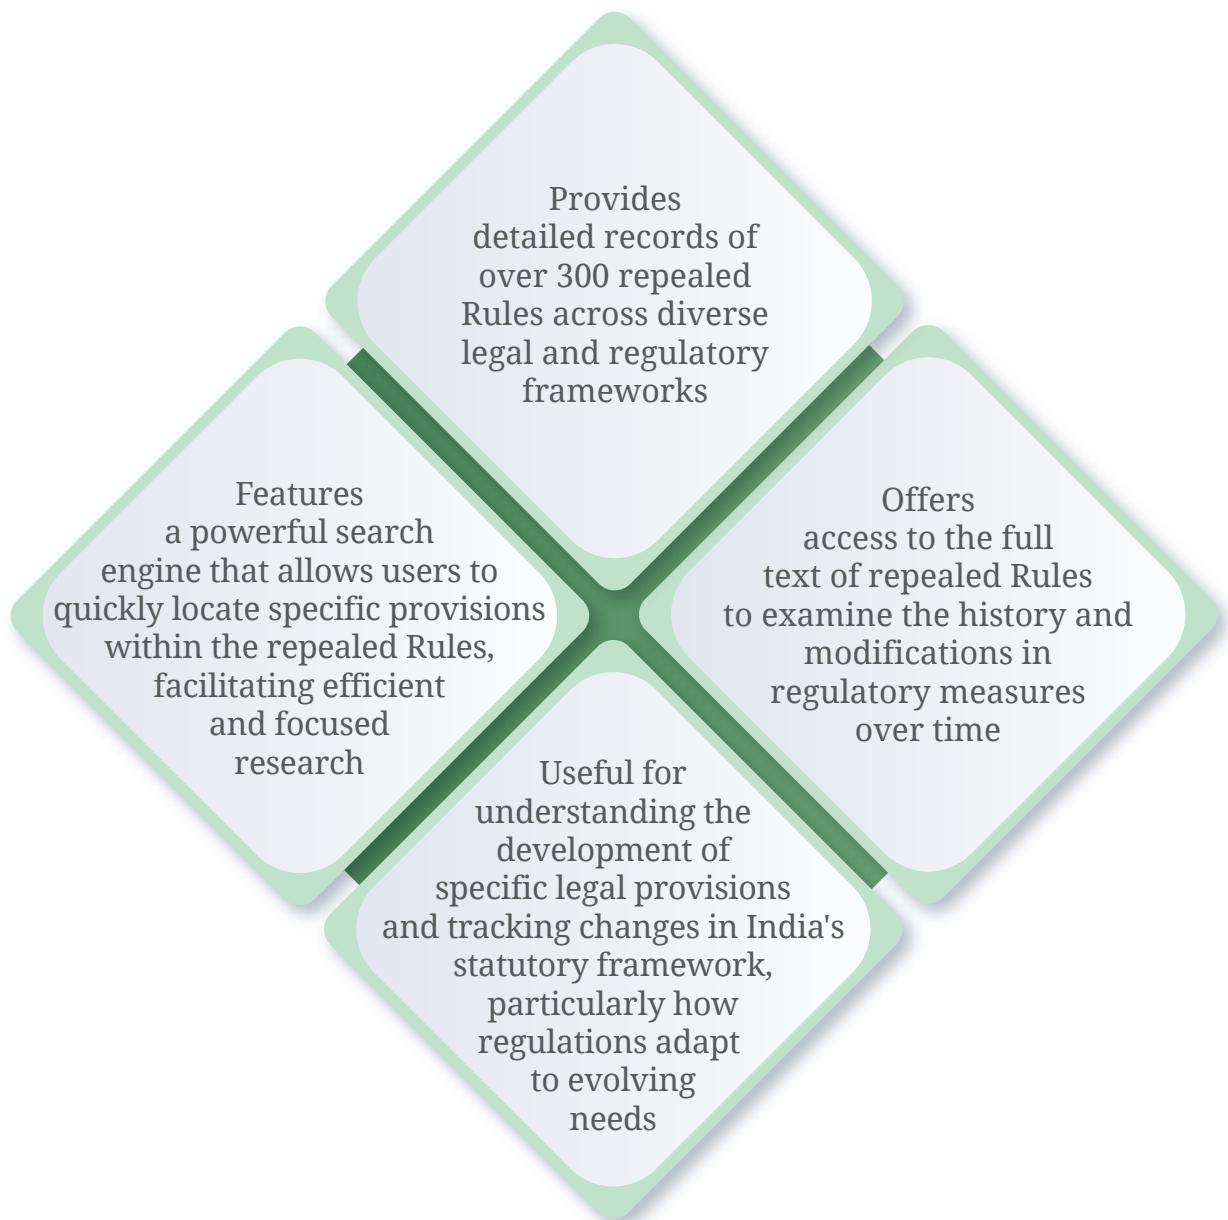 Provides
detailed records of
over 300 repealed
Rules across diverse
legal and regulatory
frameworks
Features
a powerful search
engine that allows users to
quickly locate specific provisions
within the repealed Rules,
facilitating efficient
and focused
research
Offers
access to the full
text of repealed Rules
to examine the history and
modifications in
regulatory measures
over time
Useful for
understanding the
development of
specific legal provisions
and tracking changes in India's
statutory framework,
particularly how
regulations adapt
to evolving
needs